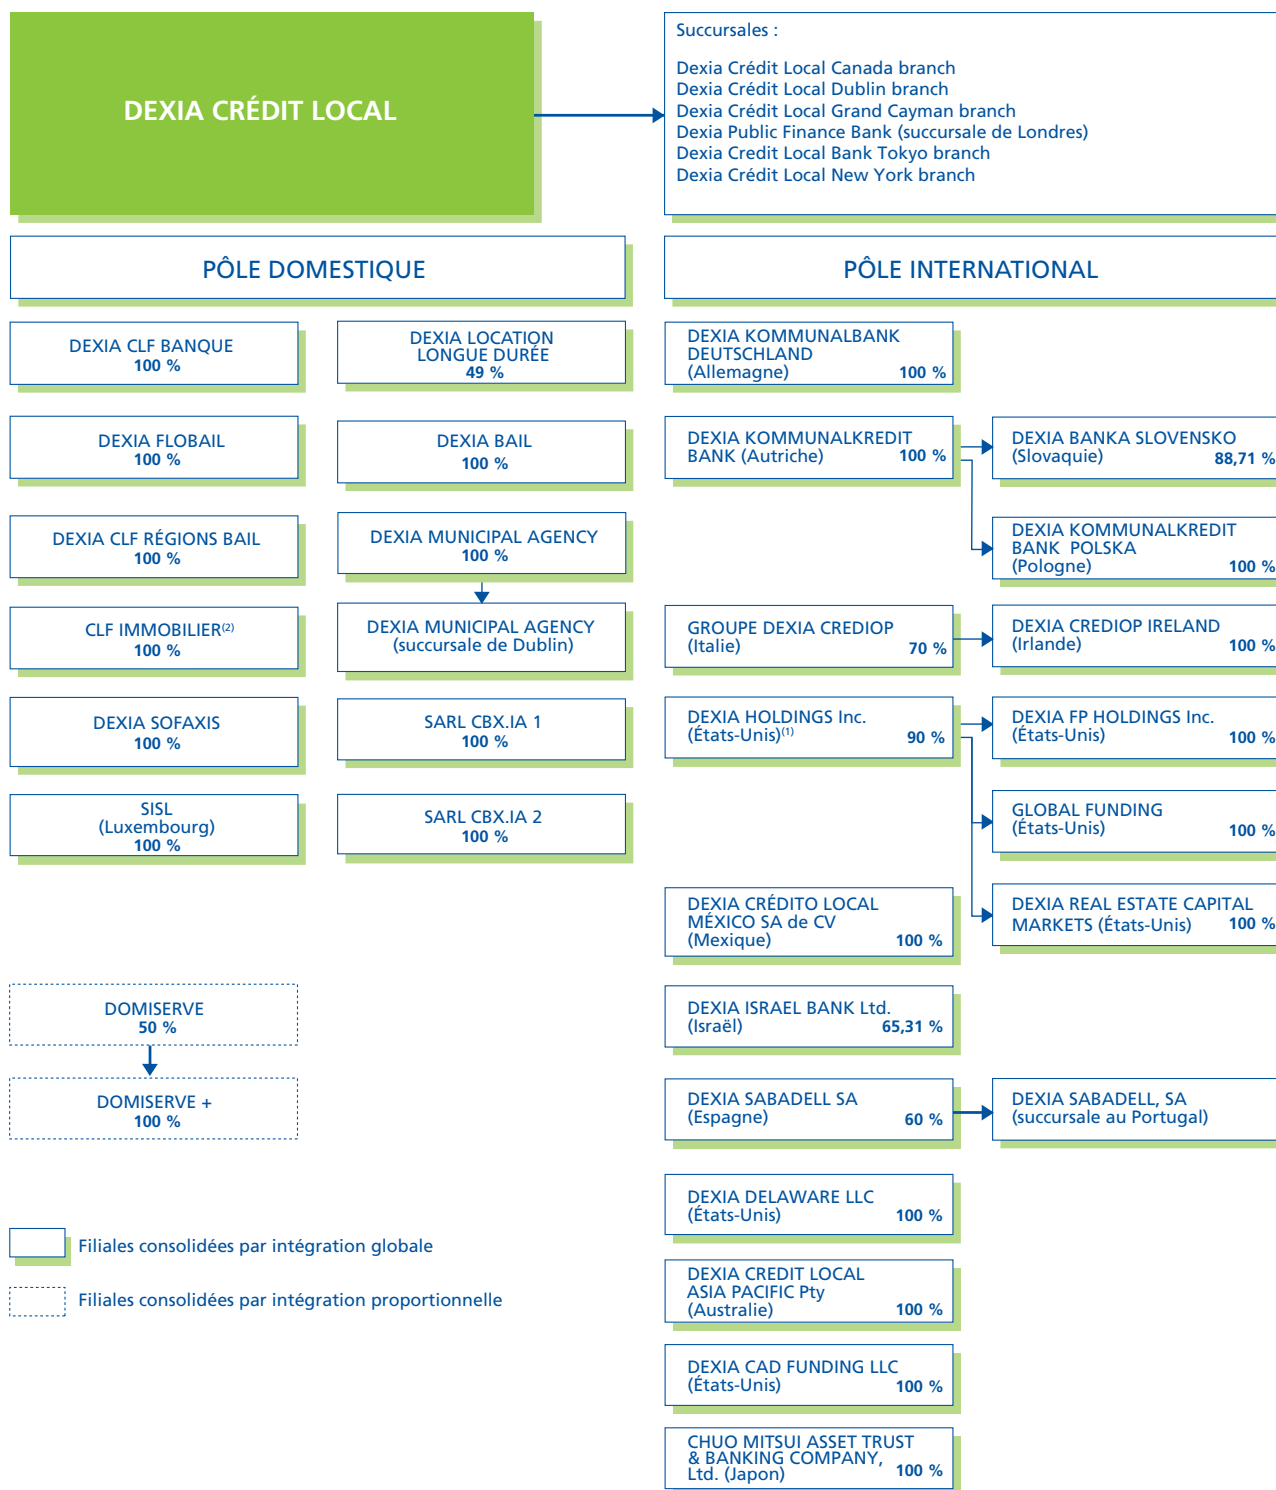 DEXIA CRÉDIT LOCAL
Succursales :
Dexia Crédit Local Canada branch
Dexia Crédit Local Dublin branch
Dexia Crédit Local Grand Cayman branch
Dexia Public Finance Bank (succursale de Londres)
Dexia Credit Local Bank Tokyo branch
Dexia Crédit Local New York branch
PÔLE DOMESTIQUE
DEXIA CLF BANQUE
100 %
DEXIA LOCATION
LONGUE DURÉE
49 %
DEXIA FLOBAIL
100 %
DEXIA BAIL
100 %
DEXIA CLF RÉGIONS BAIL
100 %
DEXIA MUNICIPAL AGENCY
100 %
CLF IMMOBILIER(2)
100 %
DEXIA MUNICIPAL AGENCY
(succursale de Dublin)
DEXIA SOFAXIS
100 %
SARL CBX.IA 1
100 %
SISL
(Luxembourg)
100 %
SARL CBX.IA 2
100 %
DOMISERVE
50 %
DOMISERVE +
100 %
Filiales consolidées par intégration globale
Filiales consolidées par intégration proportionnelle
PÔLE INTERNATIONAL
DEXIA KOMMUNALBANK
DEUTSCHLAND
(Allemagne) 100 %
DEXIA KOMMUNALKREDIT
BANK (Autriche) 100 %
DEXIA BANKA SLOVENSKO
(Slovaquie) 88,71 %
DEXIA KOMMUNALKREDIT
BANK POLSKA
(Pologne) 100 %
GROUPE DEXIA CREDIOP
(Italie) 70 %
DEXIA CREDIOP IRELAND
(Irlande) 100 %
DEXIA HOLDINGS Inc.
(États-Unis)(1) 90 %
DEXIA FP HOLDINGS Inc.
(États-Unis) 100 %
GLOBAL FUNDING
(États-Unis) 100 %
DEXIA REAL ESTATE CAPITAL
MARKETS (États-Unis) 100 %
DEXIA CRÉDITO LOCAL
MÉXICO SA de CV
(Mexique) 100 %
DEXIA ISRAEL BANK Ltd.
(Israël) 65,31 %
DEXIA SABADELL SA
(Espagne) 60 %
DEXIA SABADELL, SA
(succursale au Portugal)
DEXIA DELAWARE LLC
(États-Unis) 100 %
DEXIA CREDIT LOCAL
ASIA PACIFIC Pty
(Australie) 100 %
DEXIA CAD FUNDING LLC
(États-Unis) 100 %
CHUO MITSUI ASSET TRUST
& BANKING COMPANY,
Ltd. (Japon) 100 %